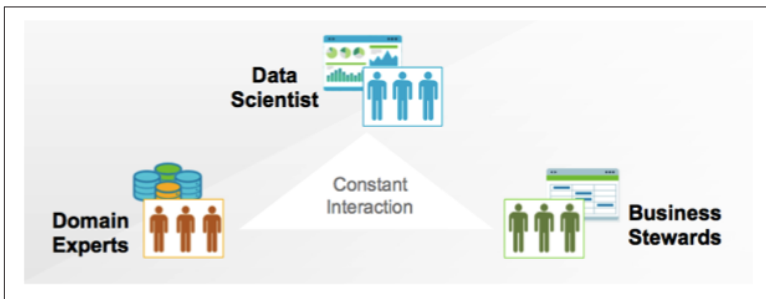 Data
Scientist
Constant
Interaction
Domain
Experts
Business
Stewards